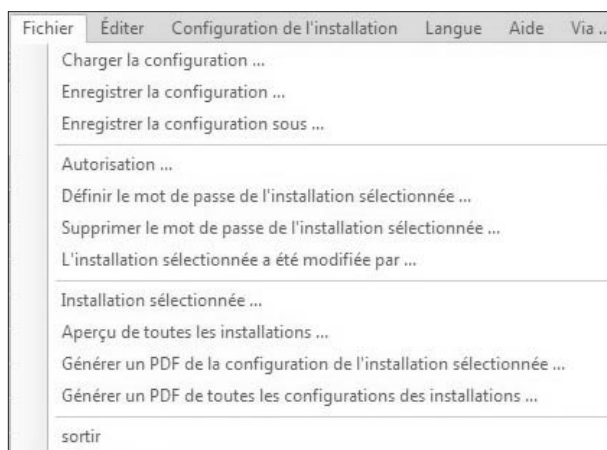 Fichier Éditer Configuration de l'installation Langue Aide Via ..
Charger la configuration ...
Enregistrer la configuration ...
Enregistrer la configuration sous ...
Autorisation ...
Définir le mot de passe de l'installation sélectionnée ...
Supprimer le mot de passe de l'installation sélectionnée ...
L'installation sélectionnée a été modifiée par ...
Installation sélectionnée ...
Aperçu de toutes les installations ...
Générer un PDF de la configuration de l'installation sélectionnée ...
Générer un PDF de toutes les configurations des installations ...
sortir